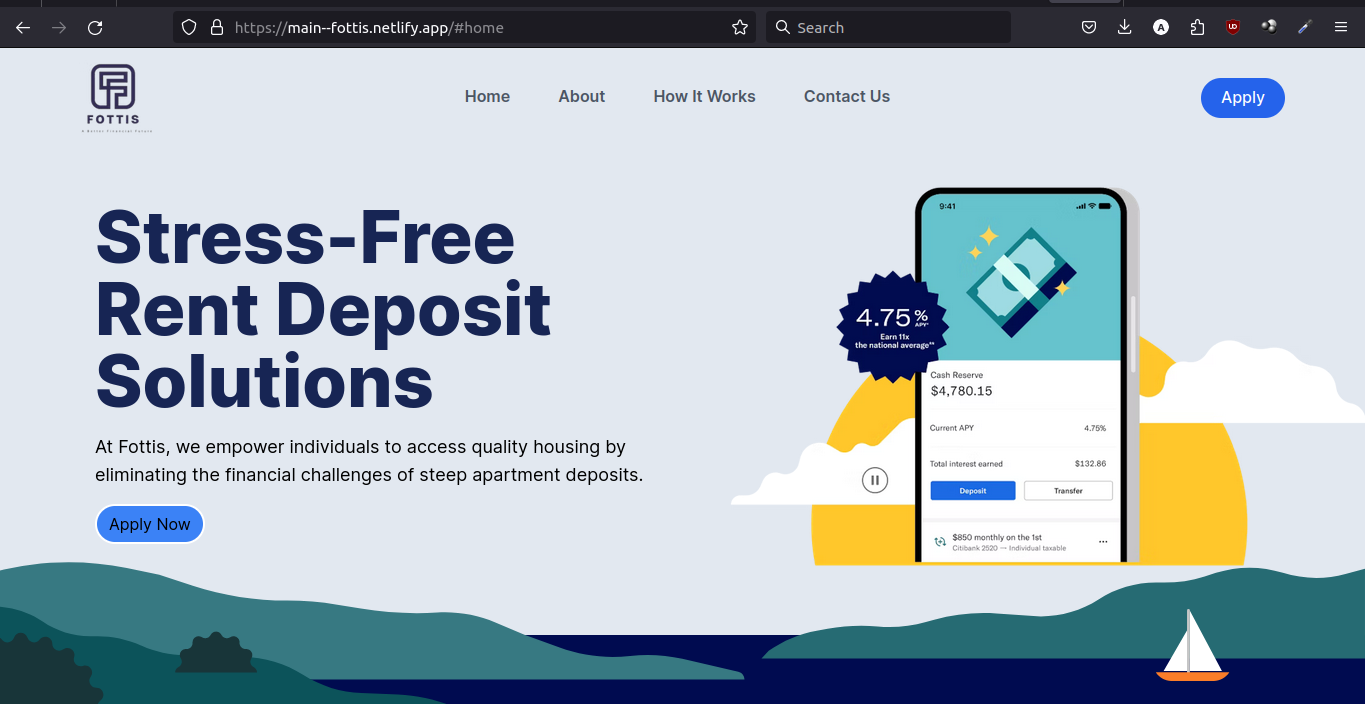 https://main--fottis.netlify.app/#home
Search
FOTTIS
A Better Financial Future
Home
About
How It Works
Contact Us
Apply
Stress-Free
Rent Deposit
Solutions
At Fottis, we empower individuals to access quality housing by
eliminating the financial challenges of steep apartment deposits.
Apply Now
9:41
4.75%
APY*
Earn 11x
the national average**
Cash Reserve
$4,780.15
Current APY 4.75%
Total interest earned $132.86
Deposit
Transfer
$850 monthly on the 1st
Citibank 2520 — Individual taxable